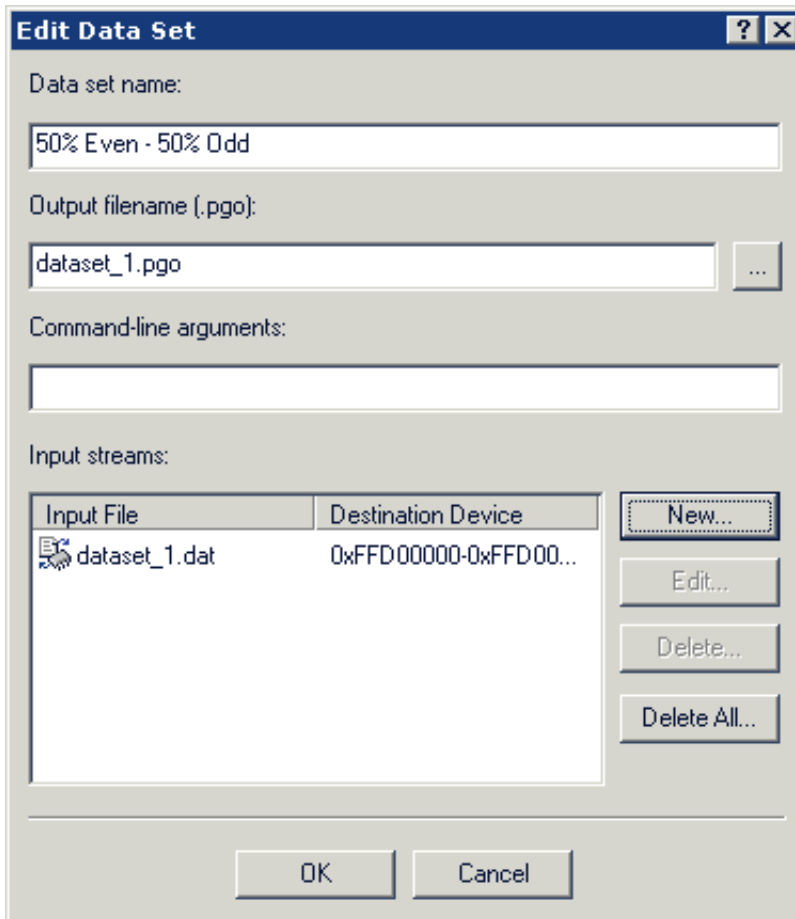 Edit Data Set
Data set name:
50% Even - 50% Odd
Output filename (.pgo):
dataset_1.pgo
...
Command-line arguments:
Input streams:
Input File Destination Device
dataset_1.dat 0xFFD00000-0xFFD00...
New...
Edit...
Delete...
Delete All...
OK Cancel